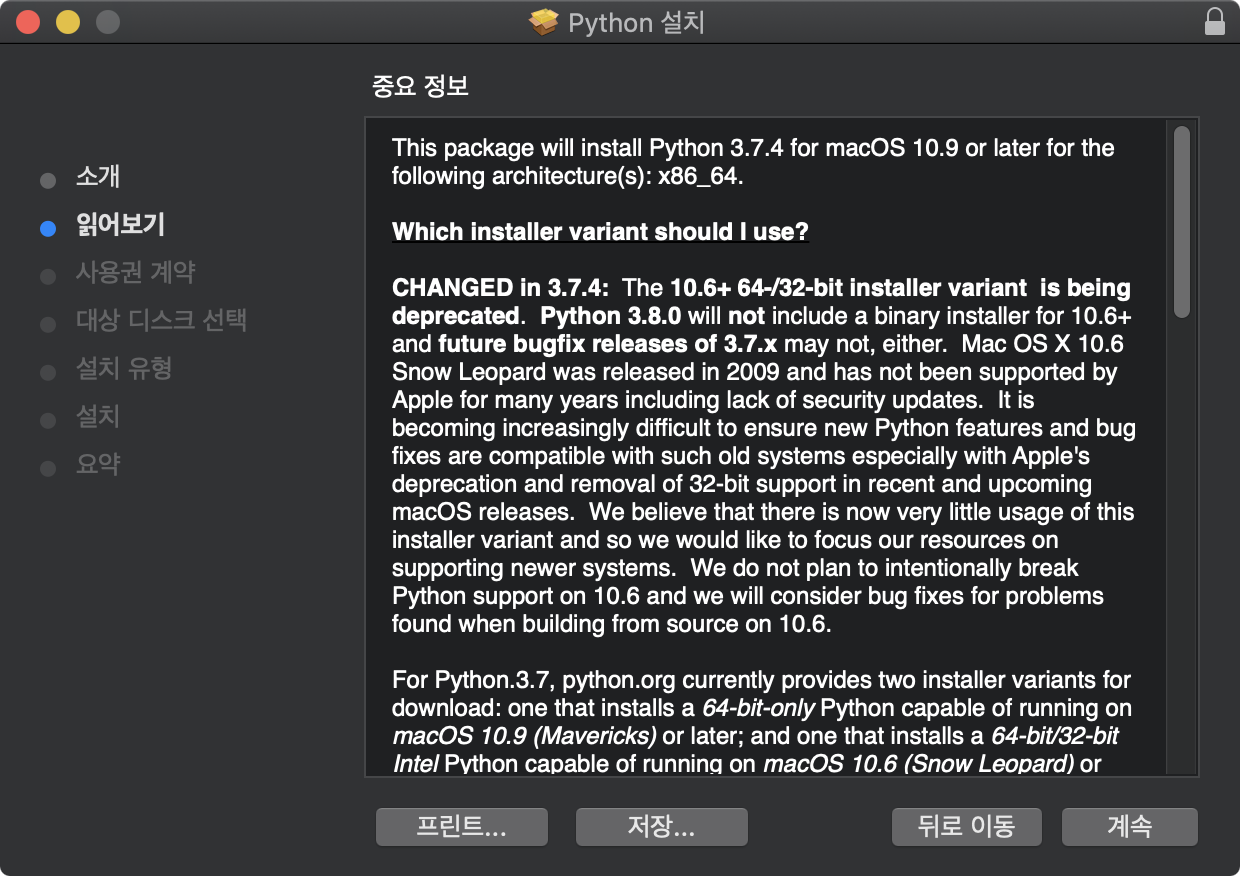 Python 설치
중요 정보
소개
읽어보기
사용권 계약
대상 디스크 선택
설치 유형
설치
요약
This package will install Python 3.7.4 for macOS 10.9 or later for the
following architecture(s): x86_64.
Which installer variant should I use?
CHANGED in 3.7.4:  The 10.6+ 64-/32-bit installer variant  is being
deprecated.  Python 3.8.0 will not include a binary installer for 10.6+
and future bugfix releases of 3.7.x may not, either.  Mac OS X 10.6
Snow Leopard was released in 2009 and has not been supported by
Apple for many years including lack of security updates.  It is
becoming increasingly difficult to ensure new Python features and bug
fixes are compatible with such old systems especially with Apple's
deprecation and removal of 32-bit support in recent and upcoming
macOS releases.  We believe that there is now very little usage of this
installer variant and so we would like to focus our resources on
supporting newer systems.  We do not plan to intentionally break
Python support on 10.6 and we will consider bug fixes for problems
found when building from source on 10.6.
For Python.3.7, python.org currently provides two installer variants for
download: one that installs a 64-bit-only Python capable of running on
macOS 10.9 (Mavericks) or later; and one that installs a 64-bit/32-bit
Intel Python capable of running on macOS 10.6 (Snow Leopard) or
프린트...
저장...
뒤로 이동
계속